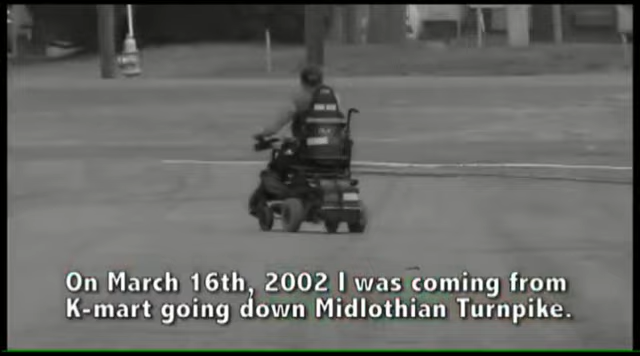 On March 16th, 2002 I was coming from
K-mart going down Midlothian Turnpike.